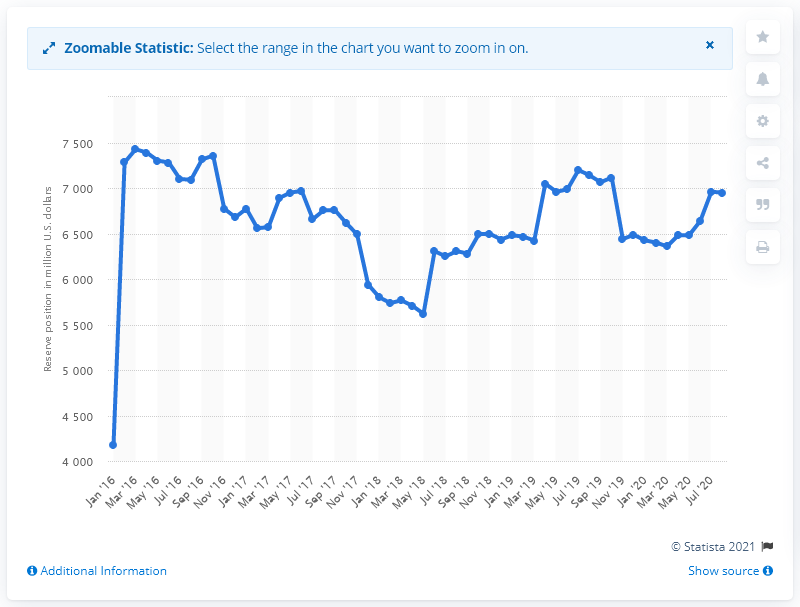 Zoomable Statistic: Select the range in the chart you want to zoom in on.
×
Reserve position in million U.S. dollars
7 500
7 000
6 500
6 000
5 500
5 000
4 500
4 000
Jan '16
Mar '16
May '16
Jul '16
Sep '16
Nov '16
Jan '17
Mar '17
May '17
Jul '17
Sep '17
Nov '17
Jan '18
Mar '18
May '18
Jul '18
Sep '18
Nov '18
Jan '19
Mar '19
May '19
Jul '19
Sep '19
Nov '19
Jan '20
Mar '20
May '20
Jul '20
© Statista 2021
Additional Information
Show source